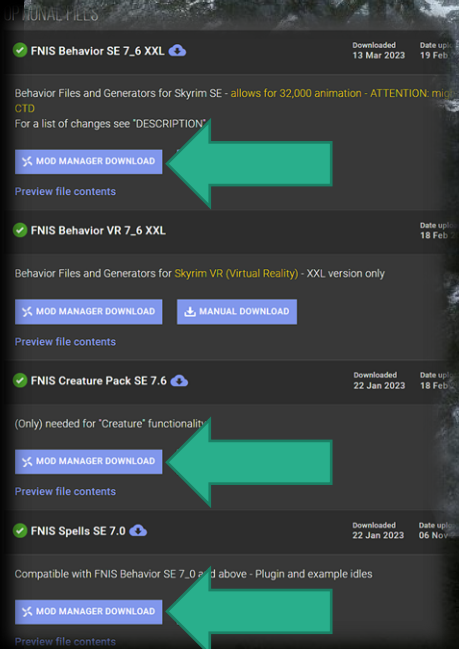 OPTIONAL FILES
FNIS Behavior SE 7_6 XXL
Downloaded
13 Mar 2023
Date
19 Feb
Behavior Files and Generators for Skyrim SE - allows for 32,000 animation - ATTENTION:
CTD
For a list of changes see "DESCRIPTION"
MOD MANAGER DOWNLOAD
Preview file contents
FNIS Behavior VR 7_6 XXL
Date
18 Feb
Behavior Files and Generators for Skyrim VR (Virtual Reality) - XXL version only
MOD MANAGER DOWNLOAD
MANUAL DOWNLOAD
Preview file contents
FNIS Creature Pack SE 7.6
Downloaded
22 Jan 2023
Date
18 Feb
(Only) needed for "Creature" functionality
MOD MANAGER DOWNLOAD
Preview file contents
FNIS Spells SE 7.0
Downloaded
22 Jan 2023
Date
06 Nov
Compatible with FNIS Behavior SE 7_0 and above - Plugin and example idles
MOD MANAGER DOWNLOAD
Preview file contents